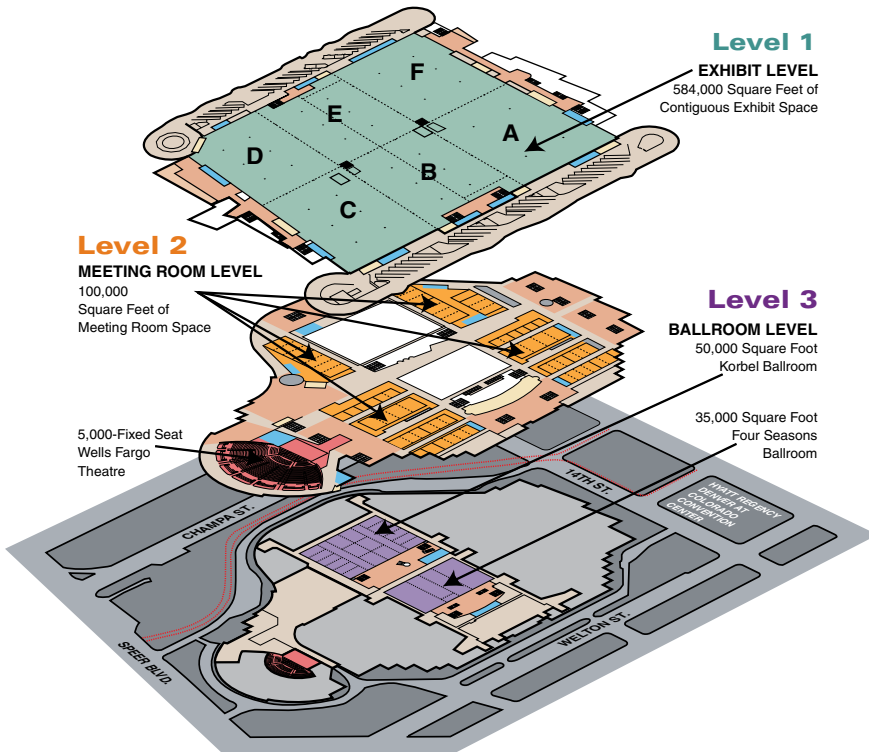 Level 1
EXHIBIT LEVEL
584,000 Square Feet of
Contiguous Exhibit Space
F
E
A
D
B
C
Level 2
MEETING ROOM LEVEL
100,000
Square Feet of
Meeting Room Space
Level 3
BALLROOM LEVEL
50,000 Square Foot
Korbel Ballroom
35,000 Square Foot
Four Seasons
Ballroom
5,000-Fixed Seat
Wells Fargo
Theatre
14TH ST.
HYATT REGENCY
DENVER AT
COLORADO
CONVENTION
CENTER
CHAMPA ST.
WELTON ST.
SPEER BLVD.